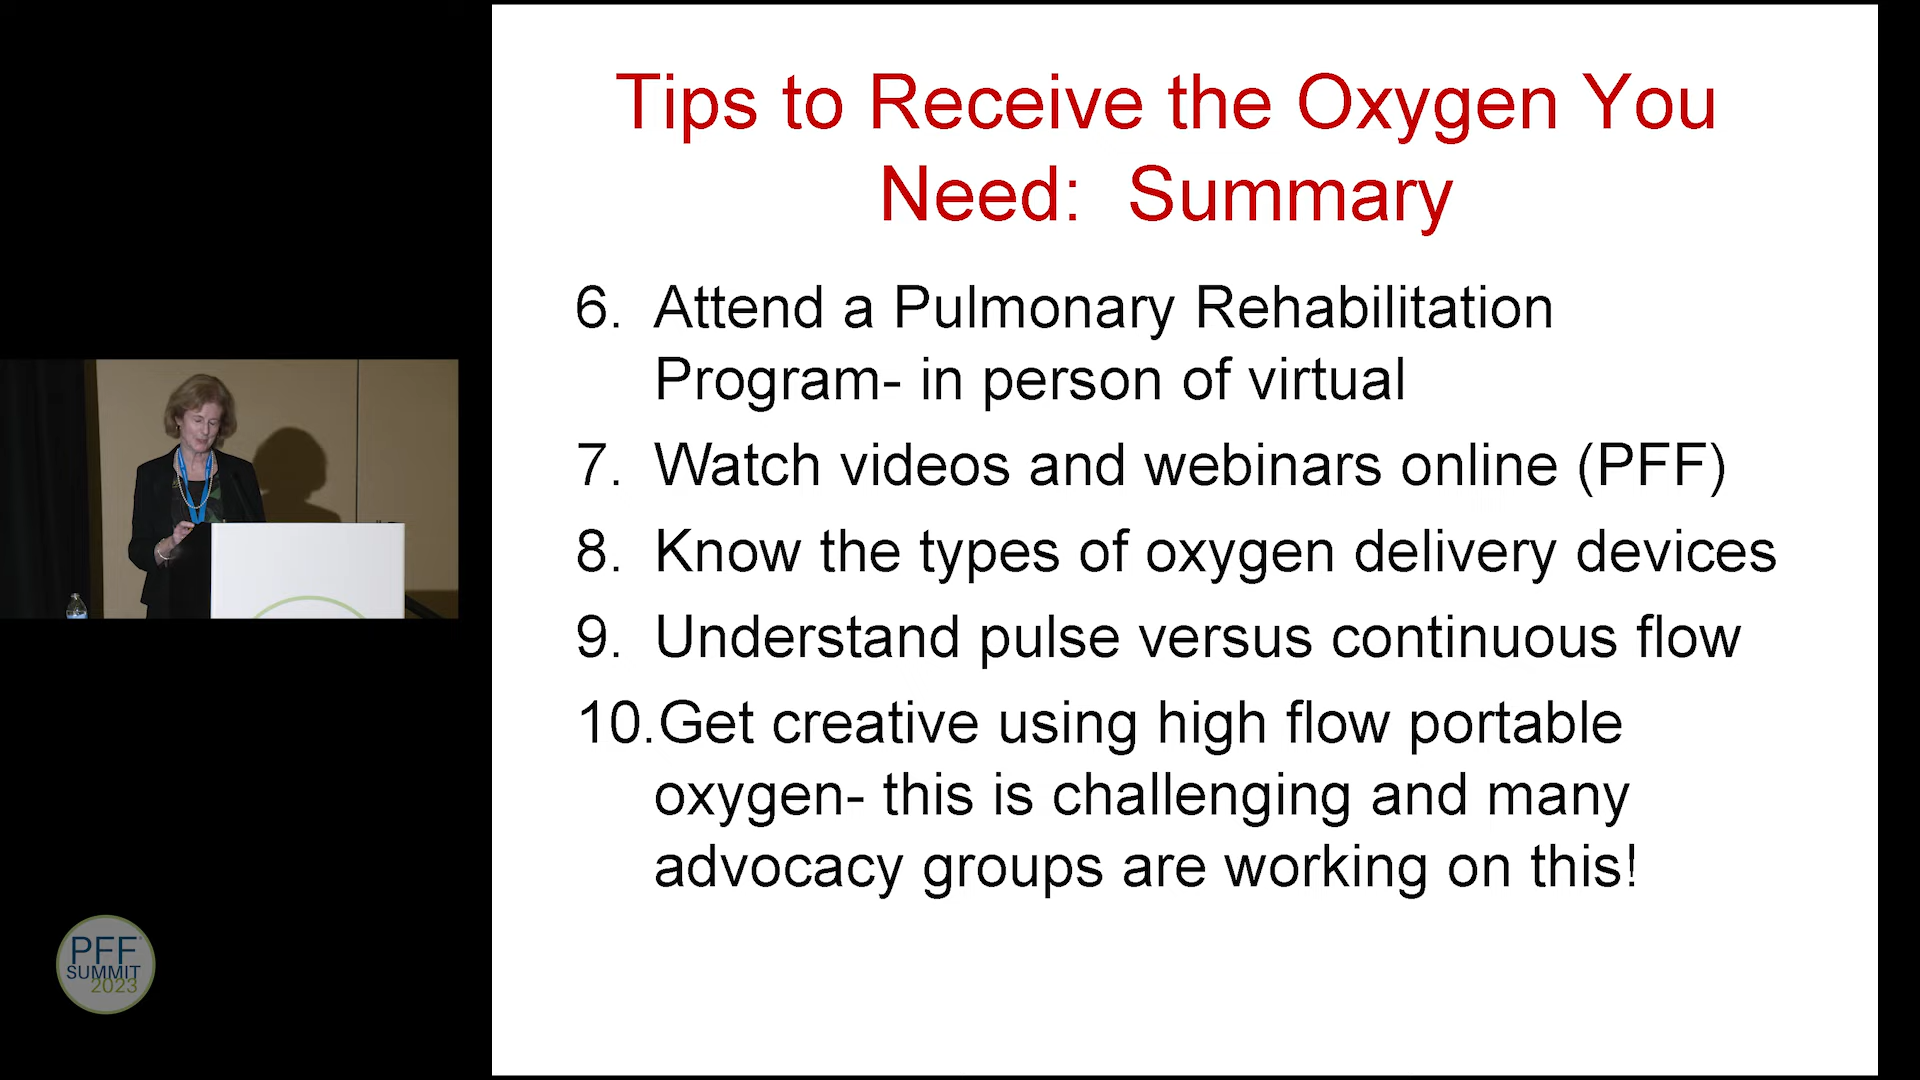 Tips to Receive the Oxygen You
Need: Summary
6. Attend a Pulmonary Rehabilitation
Program- in person of virtual
7. Watch videos and webinars online (PFF)
8. Know the types of oxygen delivery devices
9. Understand pulse versus continuous flow
10.Get creative using high flow portable
oxygen- this is challenging and many
advocacy groups are working on this!
PFF
SUMMIT
2023